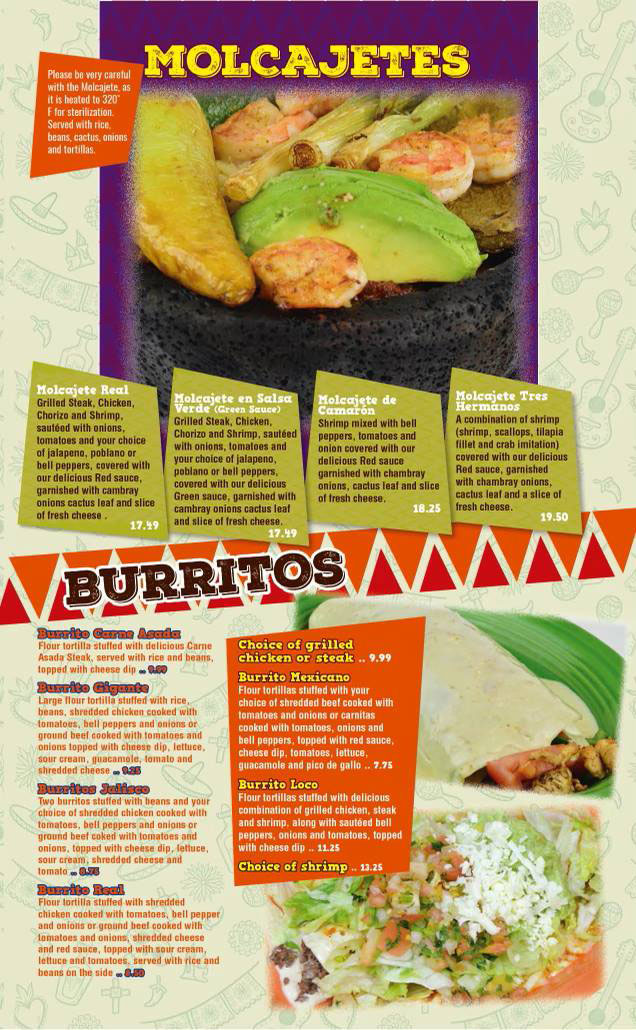 MOLCAJETES
Please be very careful
with the Molcajete, as
it is heated to 320˚
F for sterilization.
Served with rice,
beans, cactus, onions
and tortillas.
Molcajete Real
Grilled Steak, Chicken,
Chorizo and Shrimp,
sautéed with onions,
tomatoes and your choice
of jalapeno, poblano or
bell peppers, covered with
our delicious Red sauce,
garnished with cambray
onions cactus leaf and slice
of fresh cheese .
17.49
Molcajete en Salsa
Verde (Green Sauce)
Grilled Steak, Chicken,
Chorizo and Shrimp, sautéed
with onions, tomatoes and
your choice of jalapeno,
poblano or bell peppers,
covered with our delicious
Green sauce, garnished with
cambray onions cactus leaf
and slice of fresh cheese.
17.49
Molcajete de
Camarón
Shrimp mixed with bell
peppers, tomatoes and
onion covered with our
delicious Red sauce
garnished with chambray
onions, cactus leaf and slice
of fresh cheese.
18.25
Molcajete Tres
Hermanos
A combination of shrimp
(shrimp, scallops, tilapia
fillet and crab imitation)
covered with our delicious
Red sauce, garnished
with chambray onions,
cactus leaf and a slice of
fresh cheese.
19.50
BURRITOS
Burrito Carne Asada
Flour tortilla stuffed with delicious Carne
Asada Steak, served with rice and beans,
topped with cheese dip .. 9.99
Burrito Gigante
Large flour tortilla stuffed with rice,
beans, shredded chicken cooked with
tomatoes, bell peppers and onions or
ground beef cooked with tomatoes and
onions topped with cheese dip, lettuce,
sour cream, guacamole, tomato and
shredded cheese .. 9.25
Burritos Jalisco
Two burritos stuffed with beans and your
choice of shredded chicken cooked with
tomatoes, bell peppers and onions or
ground beef coked with tomatoes and
onions, topped with cheese dip, lettuce,
sour cream, shredded cheese and
tomato .. 8.75
Burrito Real
Flour tortilla stuffed with shredded
chicken cooked with tomatoes, bell pepper
and onions or ground beef cooked with
tomatoes and onions, shredded cheese
and red sauce, topped with sour cream,
lettuce and tomatoes, served with rice and
beans on the side .. 8.50
Choice of grilled
chicken or steak .. 9.99
Burrito Mexicano
Flour tortillas stuffed with your
choice of shredded beef cooked with
tomatoes and onions or carnitas
cooked with tomatoes, onions and
bell peppers, topped with red sauce,
cheese dip, tomatoes, lettuce,
guacamole and pico de gallo .. 7.75
Burrito Loco
Flour tortillas stuffed with delicious
combination of grilled chicken, steak
and shrimp, along with sautéed bell
peppers, onions and tomatoes, topped
with cheese dip .. 11.25
Choice of shrimp .. 13.25